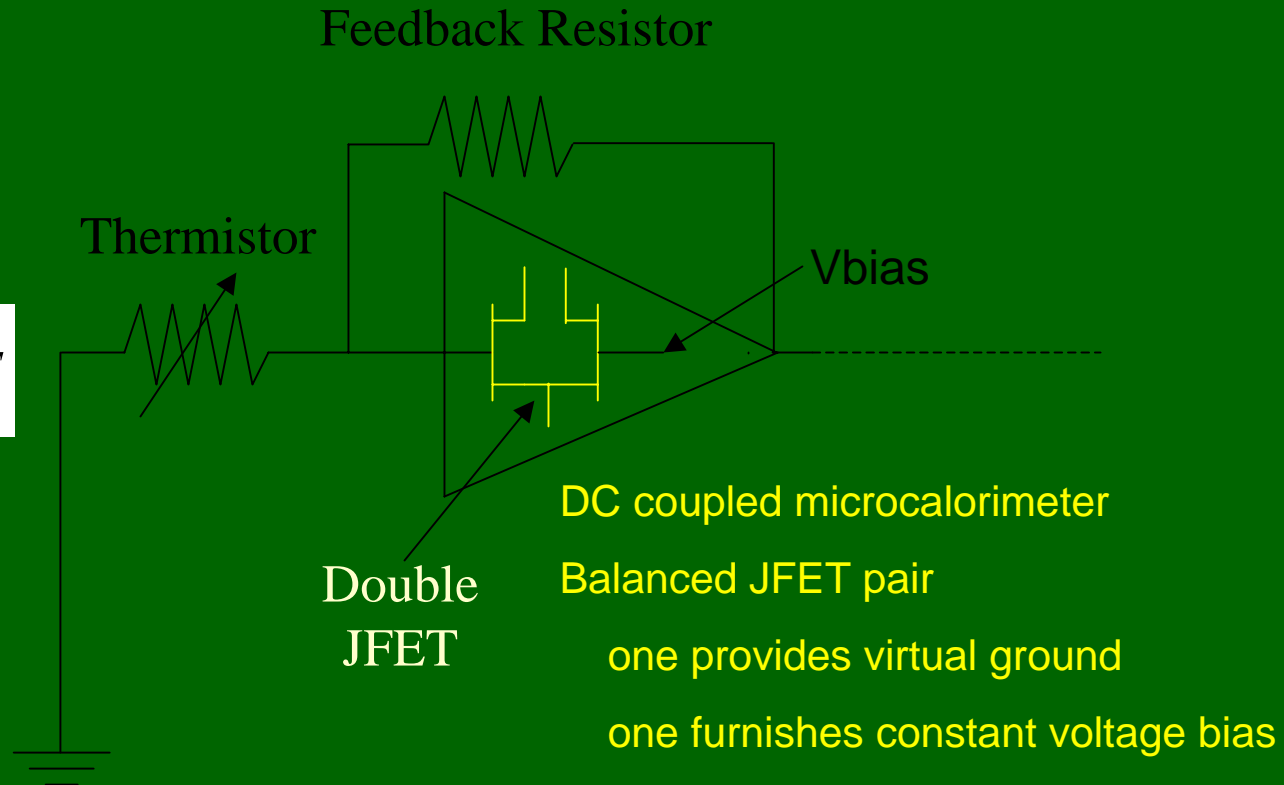 Feedback Resistor
Thermistor
Vbias
Double
JFET
DC coupled microcalorimeter
Balanced JFET pair
one provides virtual ground
one furnishes constant voltage bias